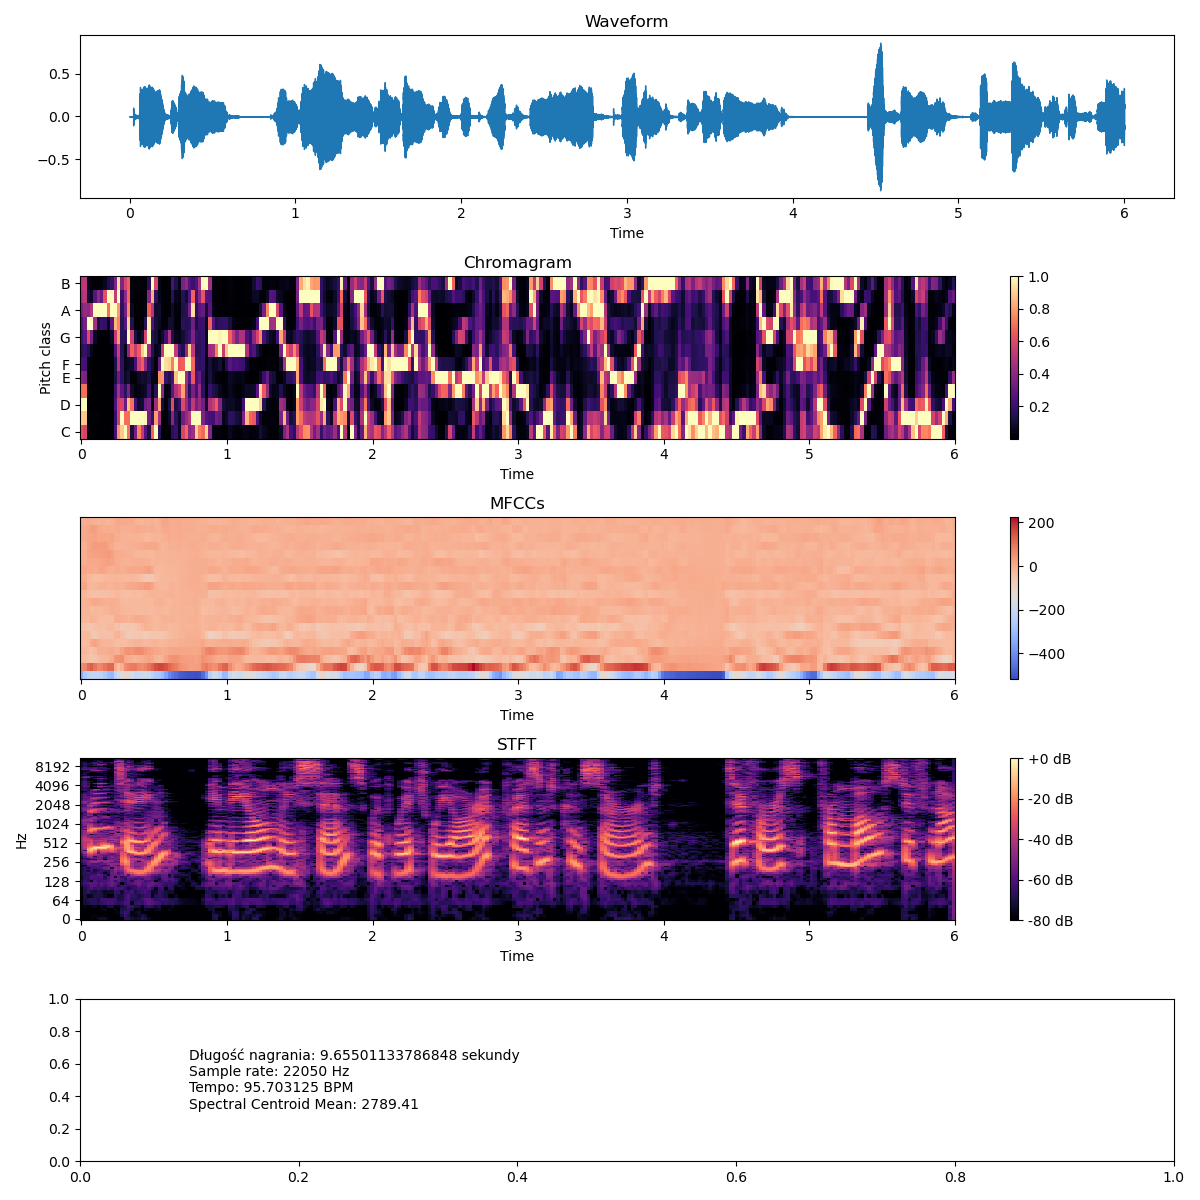 Waveform
0.5
0.0
−0.5
0 1 2 3 4 5 6
Time
Chromagram
B
A
G
F
E
D
C
Pitch class
0 1 2 3 4 5 6
Time
1.0
0.8
0.6
0.4
0.2
MFCCs
0 1 2 3 4 5 6
Time
200
0
−200
−400
STFT
8192
4096
2048
1024
512
256
128
64
0
Hz
0 1 2 3 4 5 6
Time
+0 dB
-20 dB
-40 dB
-60 dB
-80 dB
1.0
0.8
0.6
0.4
0.2
0.0
Długość nagrania: 9.65501133786848 sekundy
Sample rate: 22050 Hz
Tempo: 95.703125 BPM
Spectral Centroid Mean: 2789.41
0.0 0.2 0.4 0.6 0.8 1.0